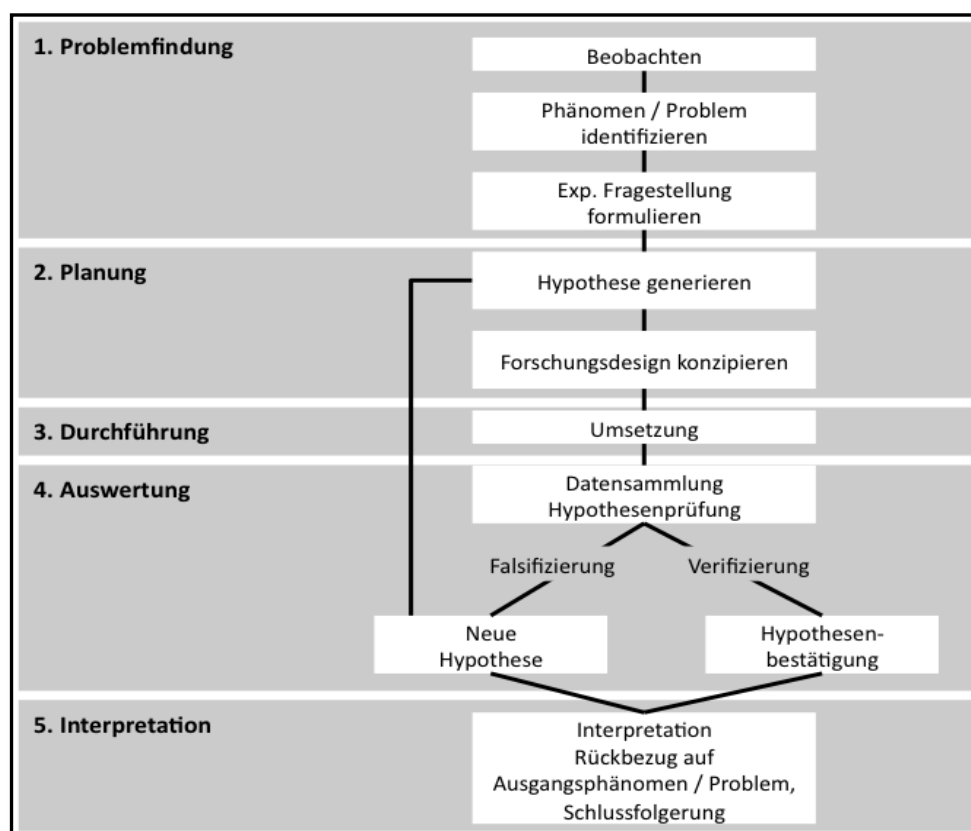 1. Problemfindung
Beobachten
Phänomen / Problem
identifizieren
Exp. Fragestellung
formulieren
2. Planung
Hypothese generieren
Forschungsdesign konzipieren
3. Durchführung
Umsetzung
4. Auswertung
Datensammlung
Hypothesenprüfung
Falsifizierung
Verifizierung
Neue
Hypothese
Hypothesen-
bestätigung
5. Interpretation
Interpretation
Rückbezug auf
Ausgangsphänomen / Problem,
Schlussfolgerung